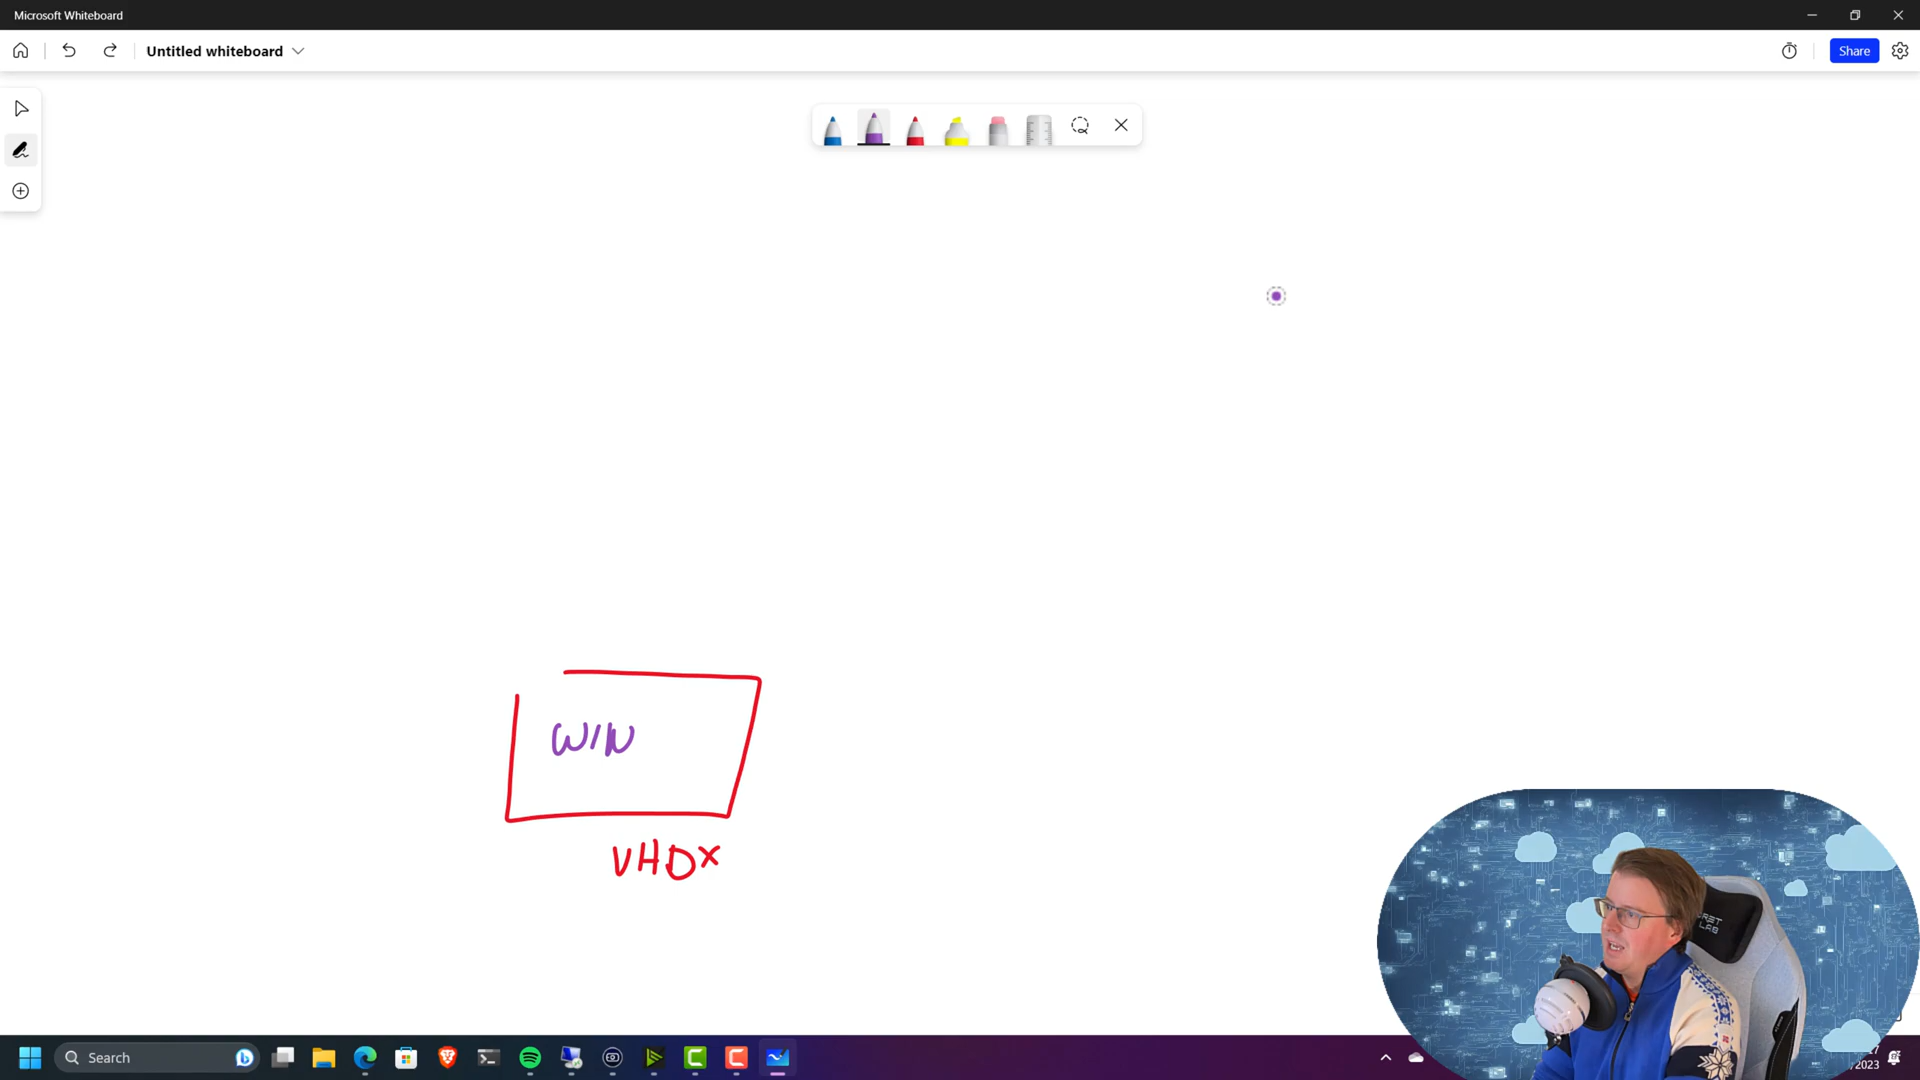 Microsoft Whiteboard
Untitled whiteboard
Share
WIN
VHDX
Search